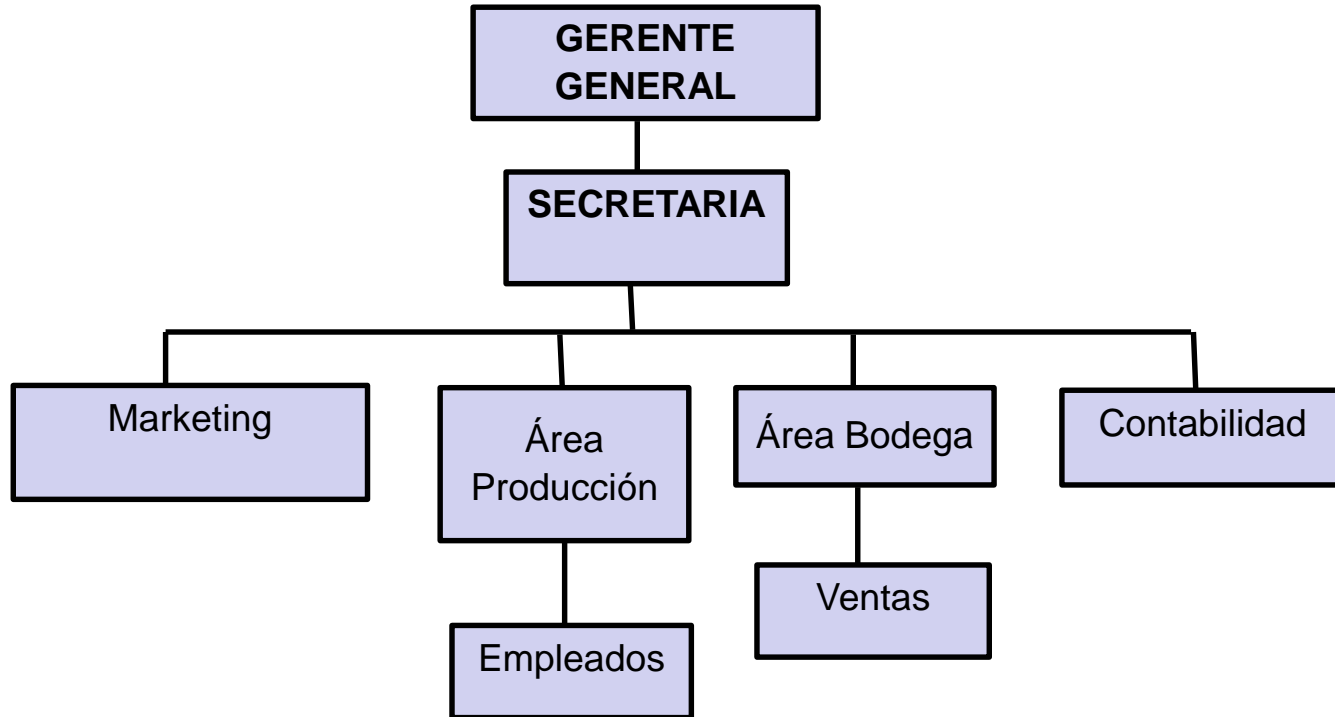 GERENTE
GENERAL
SECRETARIA
Marketing
Área
Producción
Área Bodega
Contabilidad
Ventas
Empleados